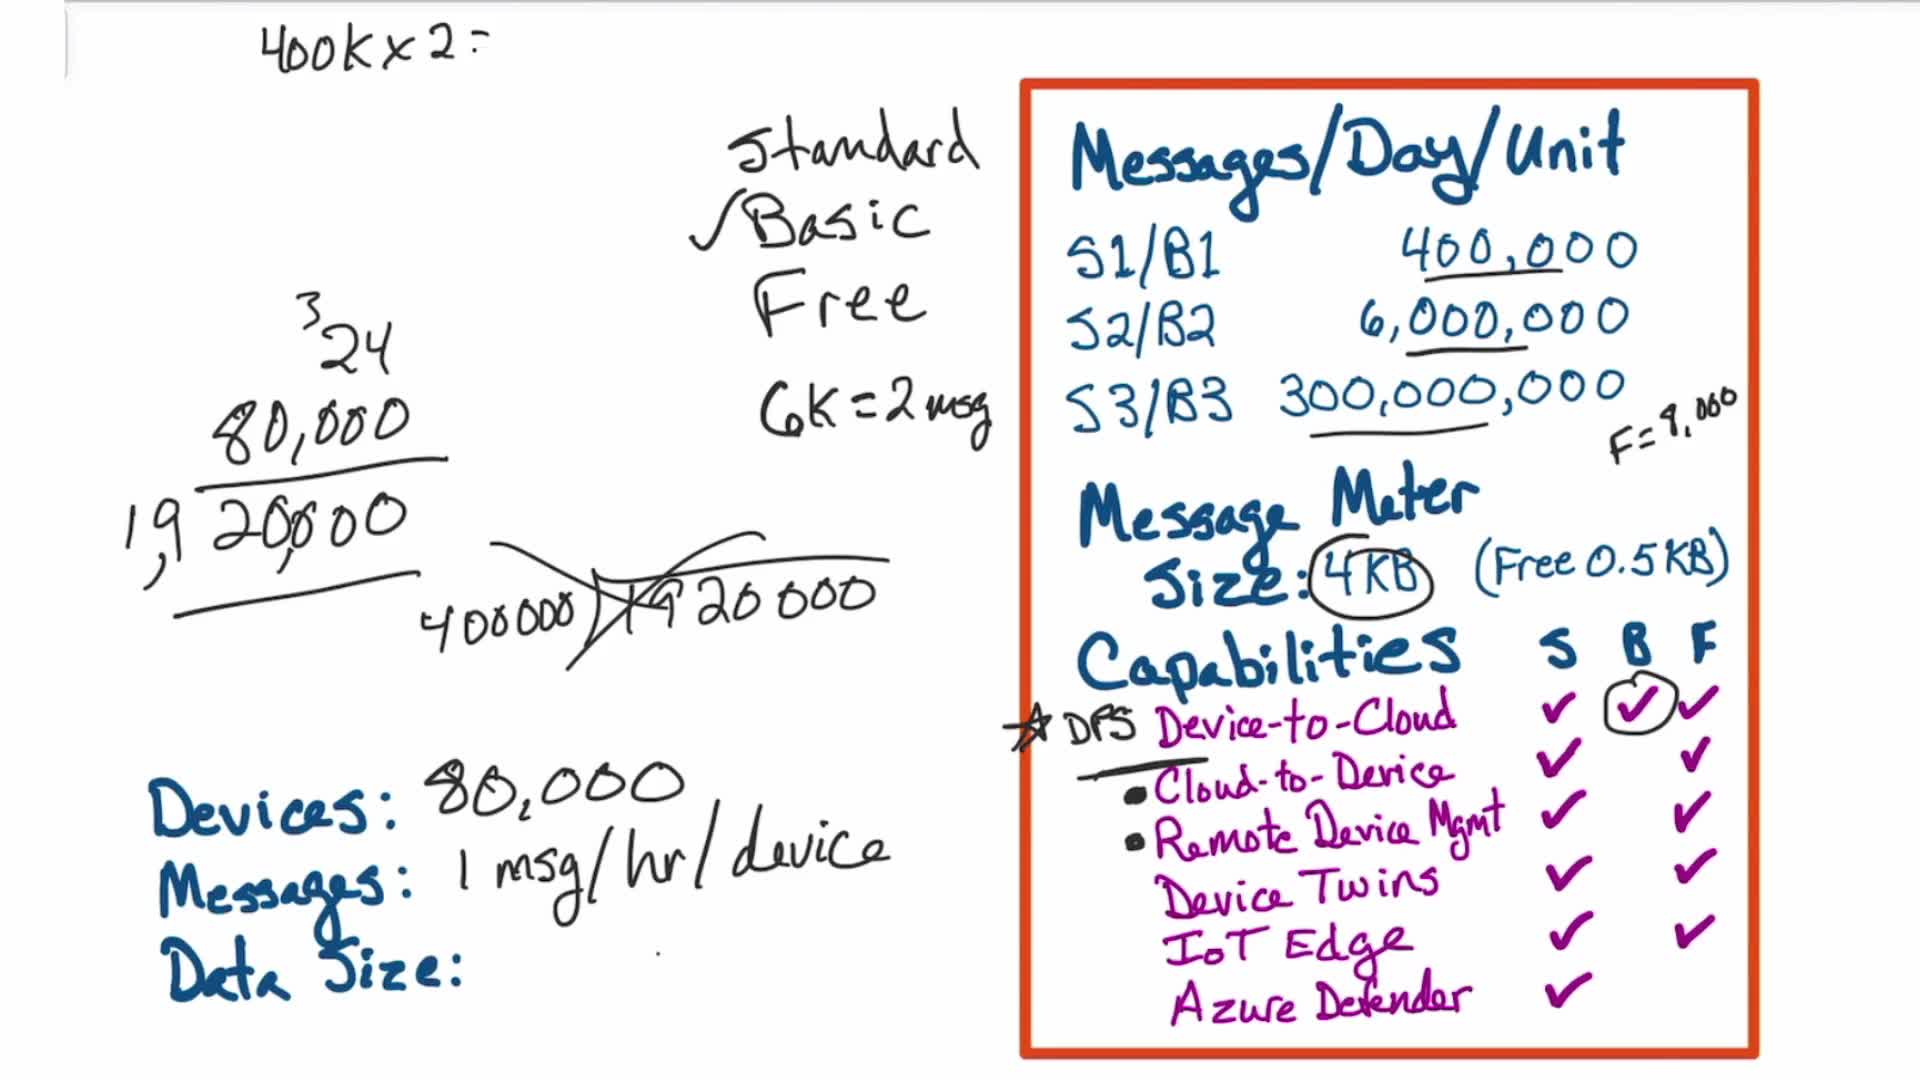 400K x 2 =
Standard
✓Basic
Free
6K = 2 msg
3
24
80,000
1,920,000
400000 1920000
Devices: 80,000
Messages: 1 msg/hr/device
Data Size:
Messages/Day/Unit
S1/B1 400,000
S2/B2 6,000,000
S3/B3 300,000,000
F = 8,000
Message Meter
Size: 4KB (Free 0.5KB)
Capabilities S B F
☆ DPS Device-to-Cloud ✓ ✓ ✓
• Cloud-to-Device ✓ ✓
• Remote Device Mgmt ✓ ✓
Device Twins ✓ ✓
IoT Edge ✓ ✓
Azure Defender ✓